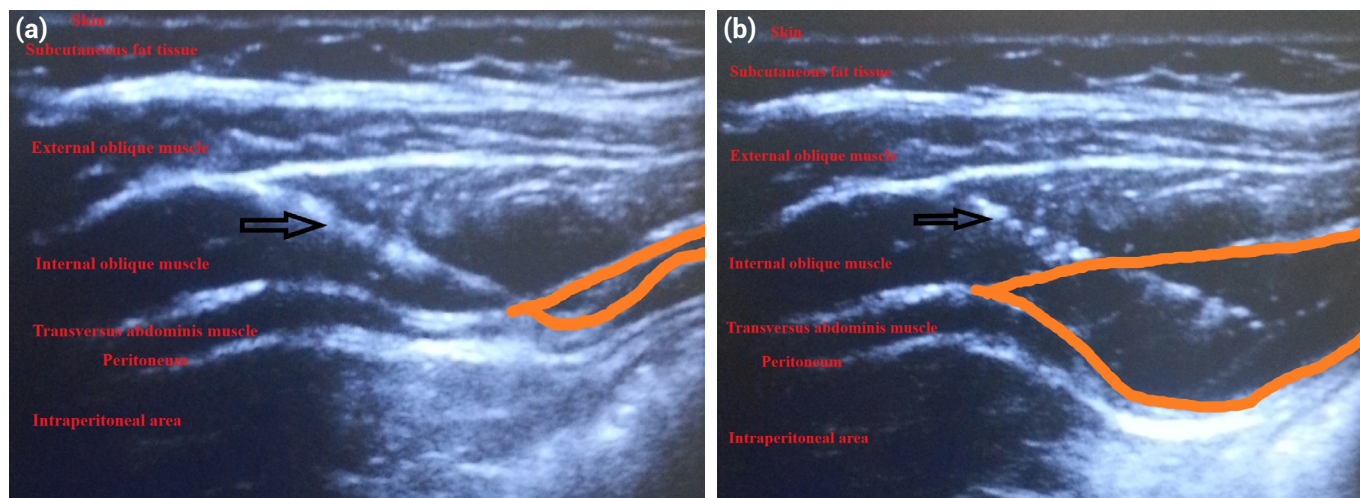 (a)
Skin
Subcutaneous fat tissue
External oblique muscle
Internal oblique muscle
Transversus abdominis muscle
Peritoneum
Intraperitoneal area
(b)
Skin
Subcutaneous fat tissue
External oblique muscle
Internal oblique muscle
Transversus abdominis muscle
Peritoneum
Intraperitoneal area